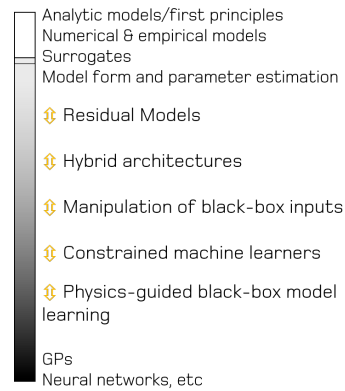 Analytic models/first principles
Numerical & empirical models
Surrogates
Model form and parameter estimation
Residual Models
Hybrid architectures
Manipulation of black-box inputs
Constrained machine learners
Physics-guided black-box model
learning
GPs
Neural networks, etc